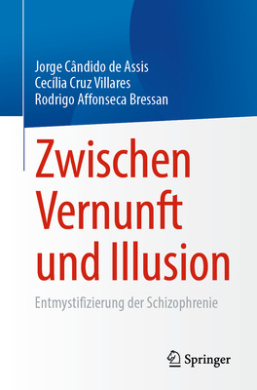 Jorge Cândido de Assis
Cecília Cruz Villares
Rodrigo Affonseca Bressan
Zwischen
Vernunft
und Illusion
Entmystifizierung der Schizophrenie
Springer